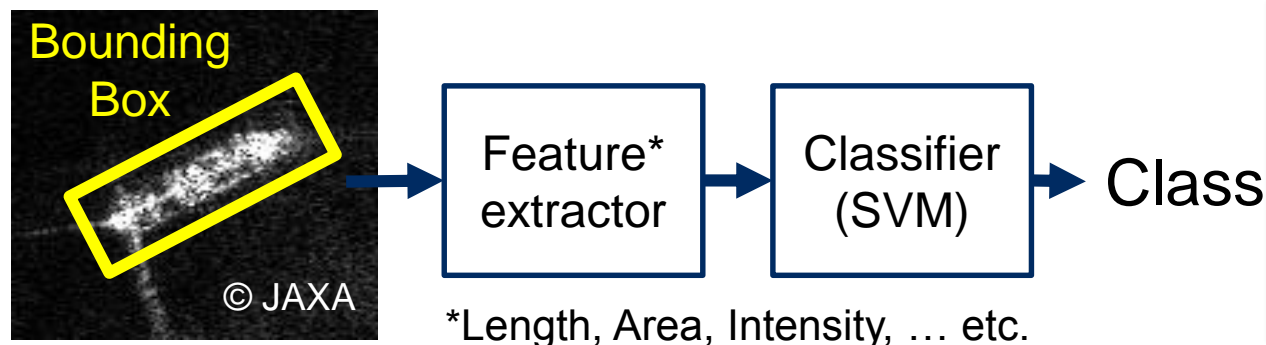 Bounding
Box
© JAXA
Feature*
extractor
Classifier
(SVM)
Class
*Length, Area, Intensity, … etc.